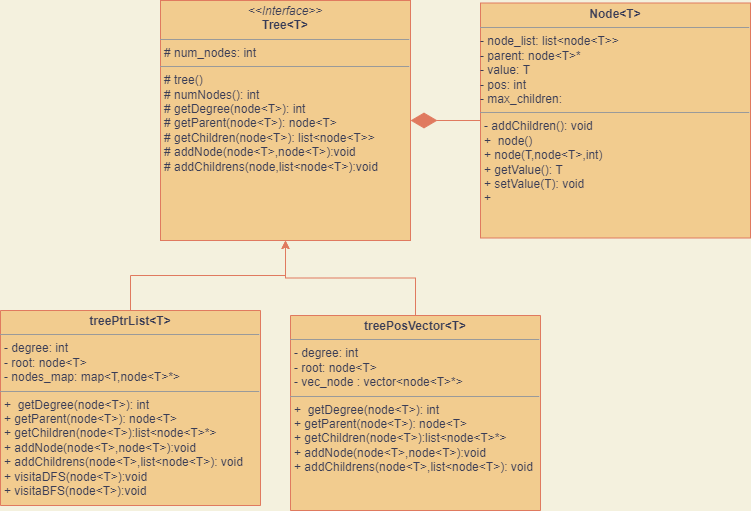 <<Interface>>
Tree<T>
# num_nodes: int
# tree()
# numNodes(): int
# getDegree(node<T>): int
# getParent(node<T>): node<T>
# getChildren(node<T>): list<node<T>>
# addNode(node<T>,node<T>):void
# addChildrens(node,list<node<T>):void
Node<T>
- node_list: list<node<T>>
- parent: node<T>*
- value: T
- pos: int
- max_children:
- addChildren(): void
+ node()
+ node(T,node<T>,int)
+ getValue(): T
+ setValue(T): void
+
treePtrList<T>
- degree: int
- root: node<T>
- nodes_map: map<T,node<T>*>
+ getDegree(node<T>): int
+ getParent(node<T>): node<T>
+ getChildren(node<T>):list<node<T>*>
+ addNode(node<T>,node<T>):void
+ addChildrens(node<T>,list<node<T>): void
+ visitaDFS(node<T>):void
+ visitaBFS(node<T>):void
treePosVector<T>
- degree: int
- root: node<T>
- vec_node : vector<node<T>*>
+ getDegree(node<T>): int
+ getParent(node<T>): node<T>
+ getChildren(node<T>):list<node<T>*>
+ addNode(node<T>,node<T>):void
+ addChildrens(node<T>,list<node<T>): void